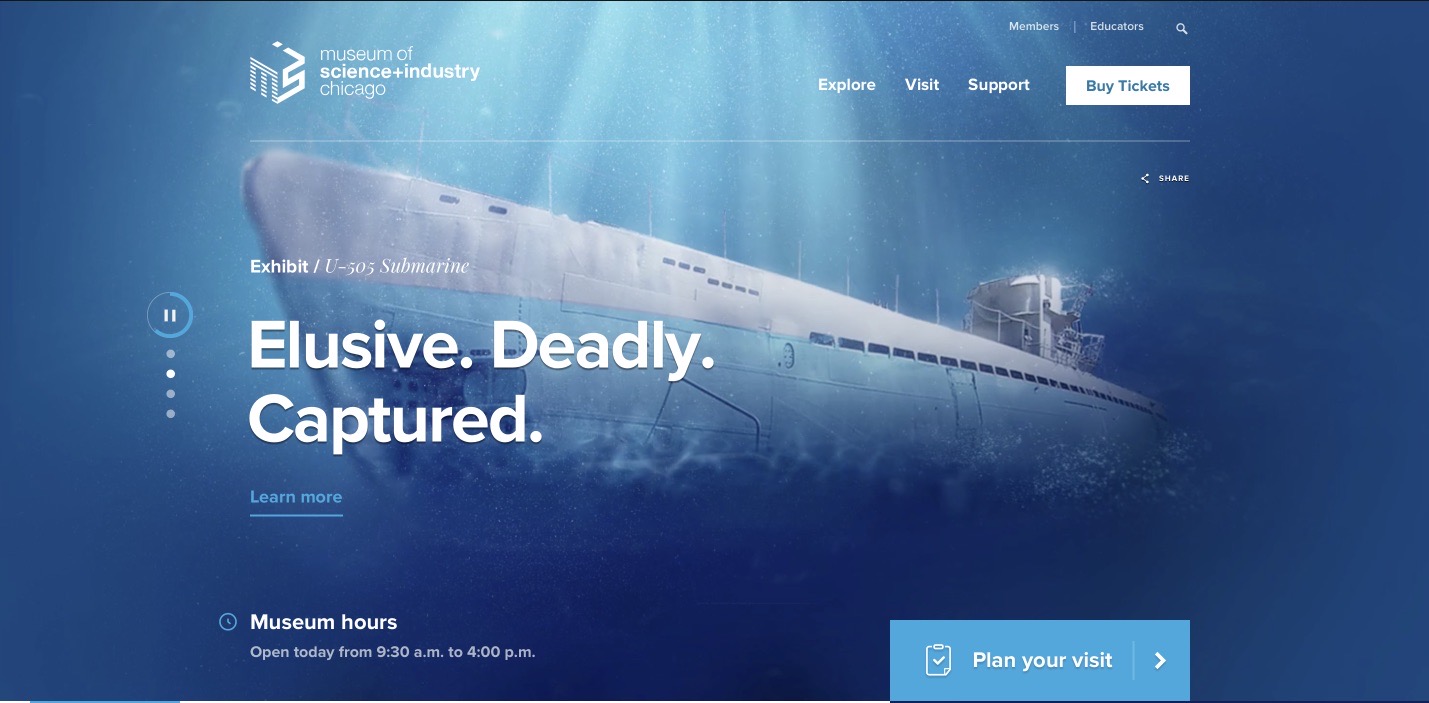 Members | Educators
museum of
science+industry
chicago
Explore Visit Support Buy Tickets
SHARE
Exhibit / U-505 Submarine
Elusive. Deadly.
Captured.
Learn more
Museum hours
Open today from 9:30 a.m. to 4:00 p.m.
Plan your visit